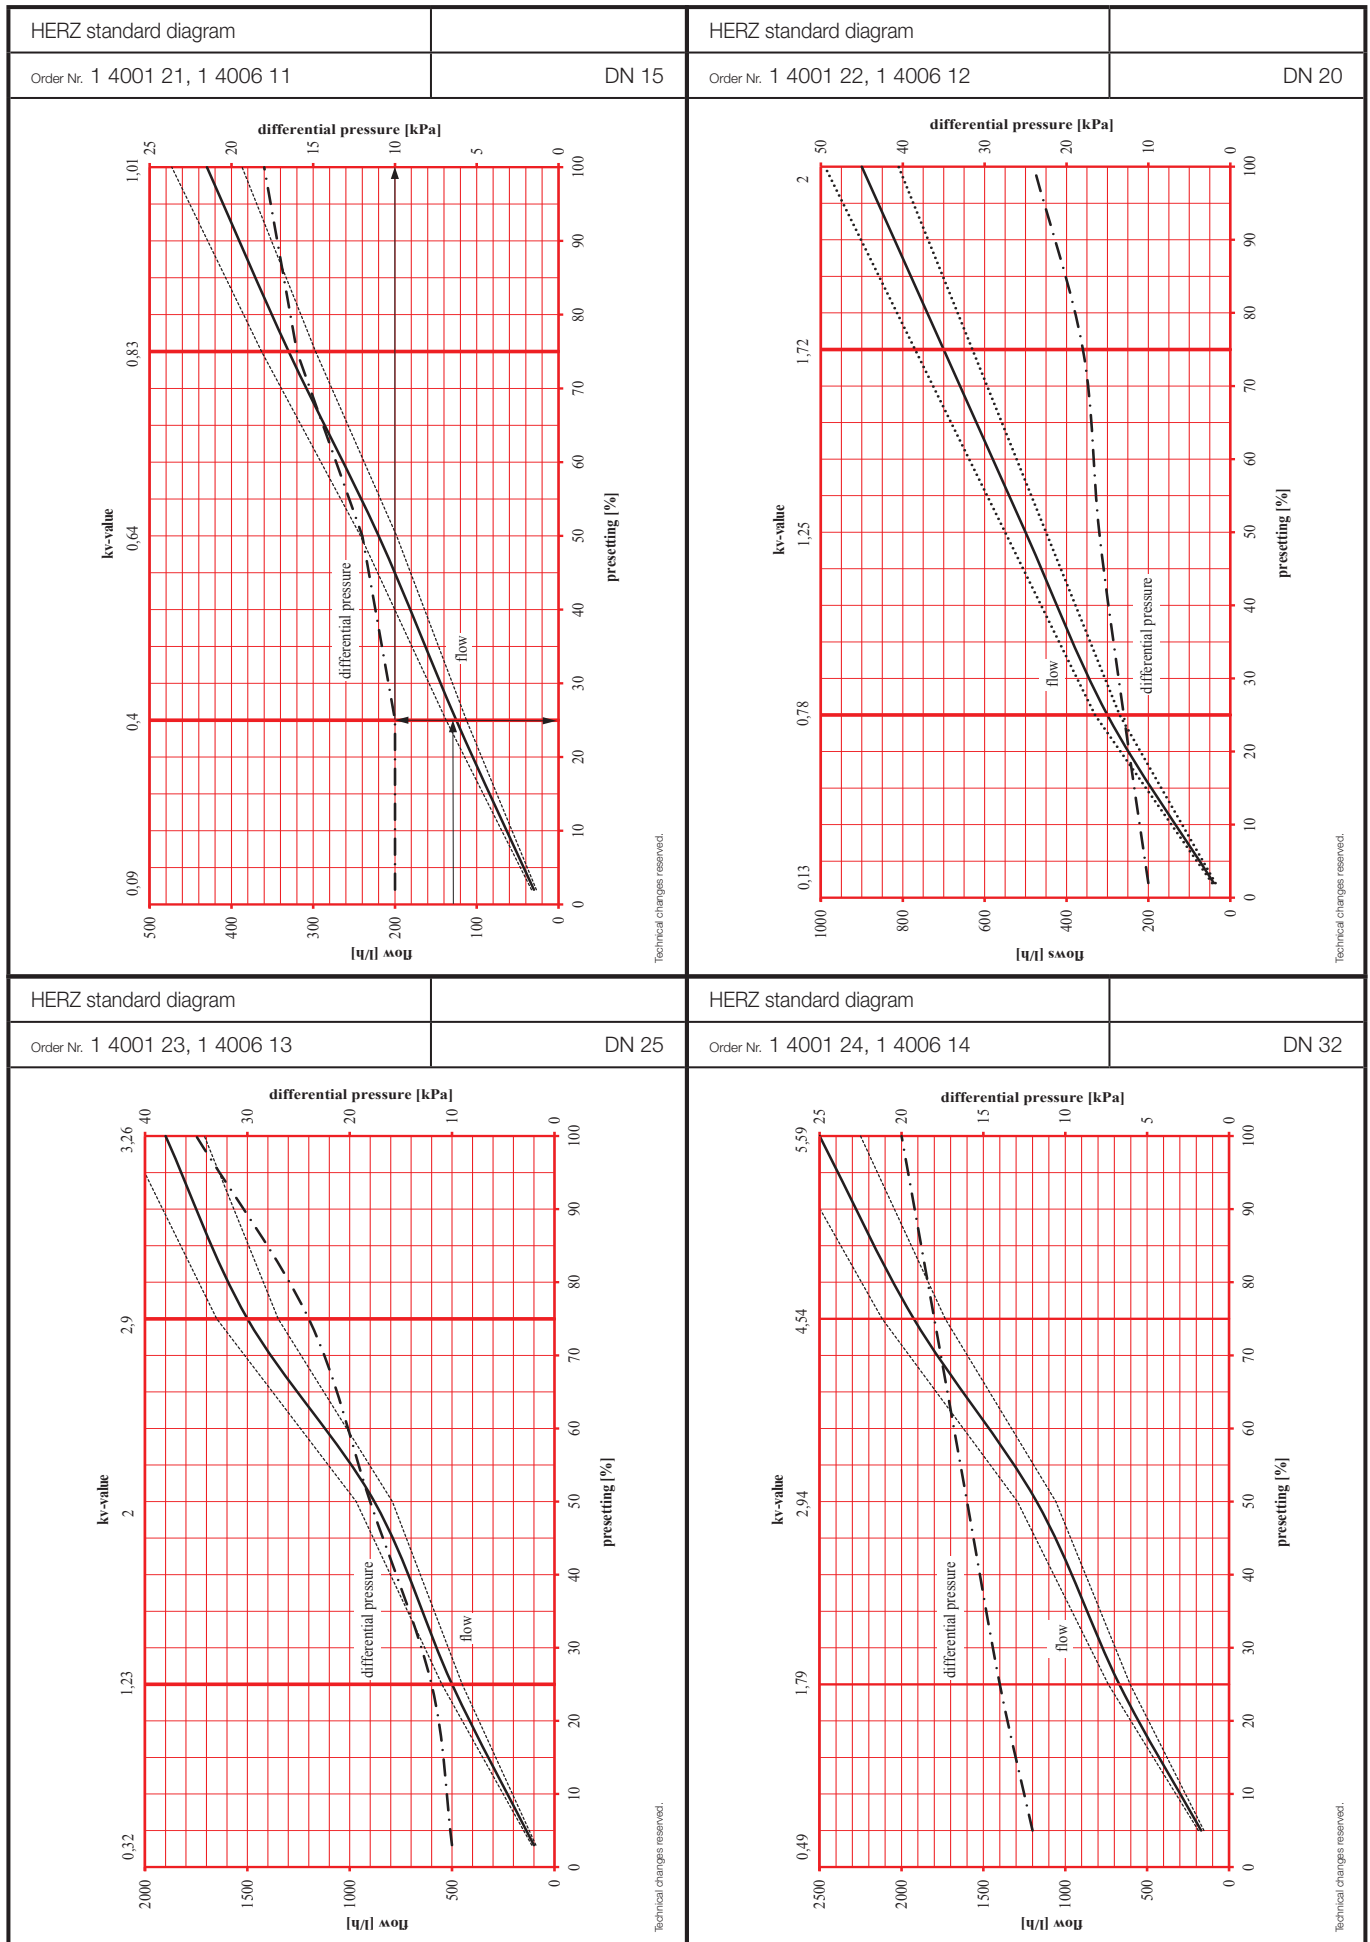 HERZ standard diagram
Order Nr. 1 4001 21, 1 4006 11
DN 15
differential pressure [kPa]
25 20 15 10 5 0
kv-value
0,09 0,4 0,64 0,83 1,01
differential pressure
flow
presetting [%]
0 10 20 30 40 50 60 70 80 90 100
flow [l/h]
500 400 300 200 100 0
Technical changes reserved.
HERZ standard diagram
Order Nr. 1 4001 22, 1 4006 12
DN 20
differential pressure [kPa]
50 40 30 20 10 0
kv-value
0,13 0,78 1,25 1,72 2
flow
differential pressure
presetting [%]
0 10 20 30 40 50 60 70 80 90 100
flows [l/h]
1000 800 600 400 200 0
Technical changes reserved.
HERZ standard diagram
Order Nr. 1 4001 23, 1 4006 13
DN 25
differential pressure [kPa]
40 30 20 10 0
kv-value
0,32 1,23 2 2,9 3,26
differential pressure
flow
presetting [%]
0 10 20 30 40 50 60 70 80 90 100
flow [l/h]
2000 1500 1000 500 0
Technical changes reserved.
HERZ standard diagram
Order Nr. 1 4001 24, 1 4006 14
DN 32
differential pressure [kPa]
25 20 15 10 5 0
kv-value
0,49 1,79 2,94 4,54 5,59
differential pressure
flow
presetting [%]
0 10 20 30 40 50 60 70 80 90 100
flow [l/h]
2500 2000 1500 1000 500 0
Technical changes reserved.